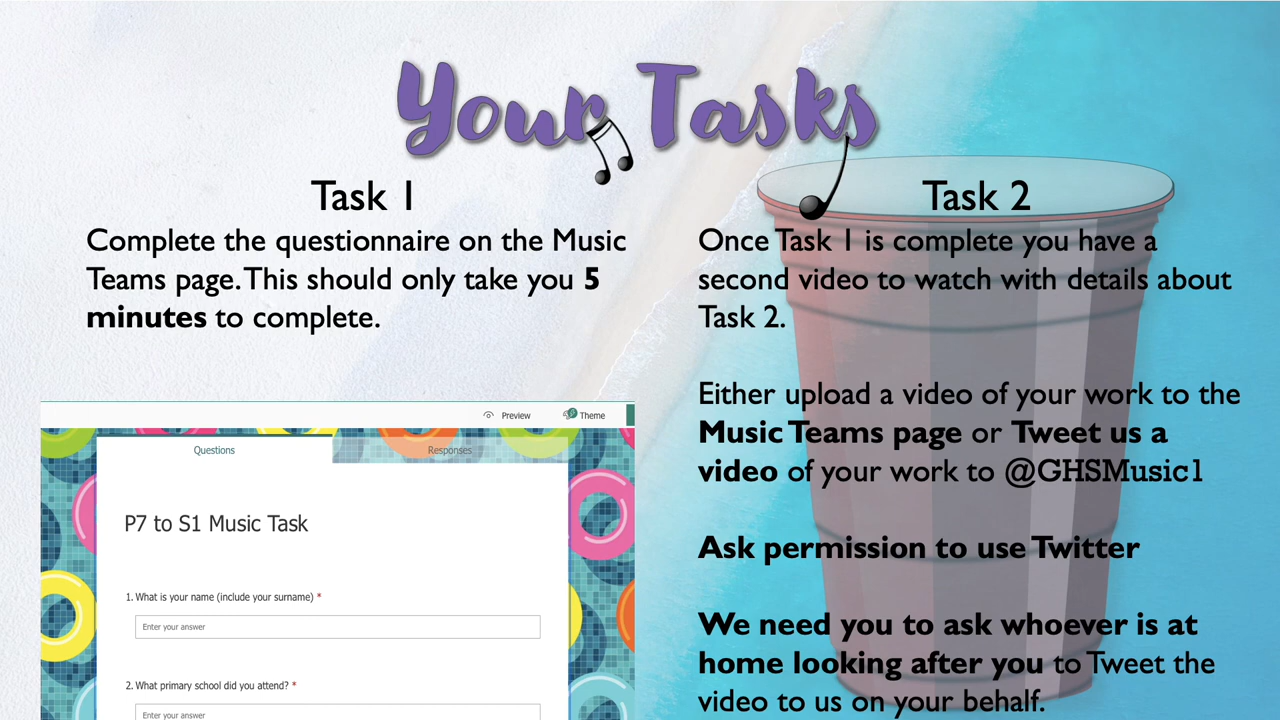 Your Tasks
Task 1
Complete the questionnaire on the Music
Teams page. This should only take you 5
minutes to complete.
Preview
Theme
Questions
Responses
P7 to S1 Music Task
1. What is your name (include your surname) *
Enter your answer
2. What primary school did you attend? *
Enter your answer
Task 2
Once Task 1 is complete you have a
second video to watch with details about
Task 2.
Either upload a video of your work to the
Music Teams page or Tweet us a
video of your work to @GHSMusic1
Ask permission to use Twitter
We need you to ask whoever is at
home looking after you to Tweet the
video to us on your behalf.